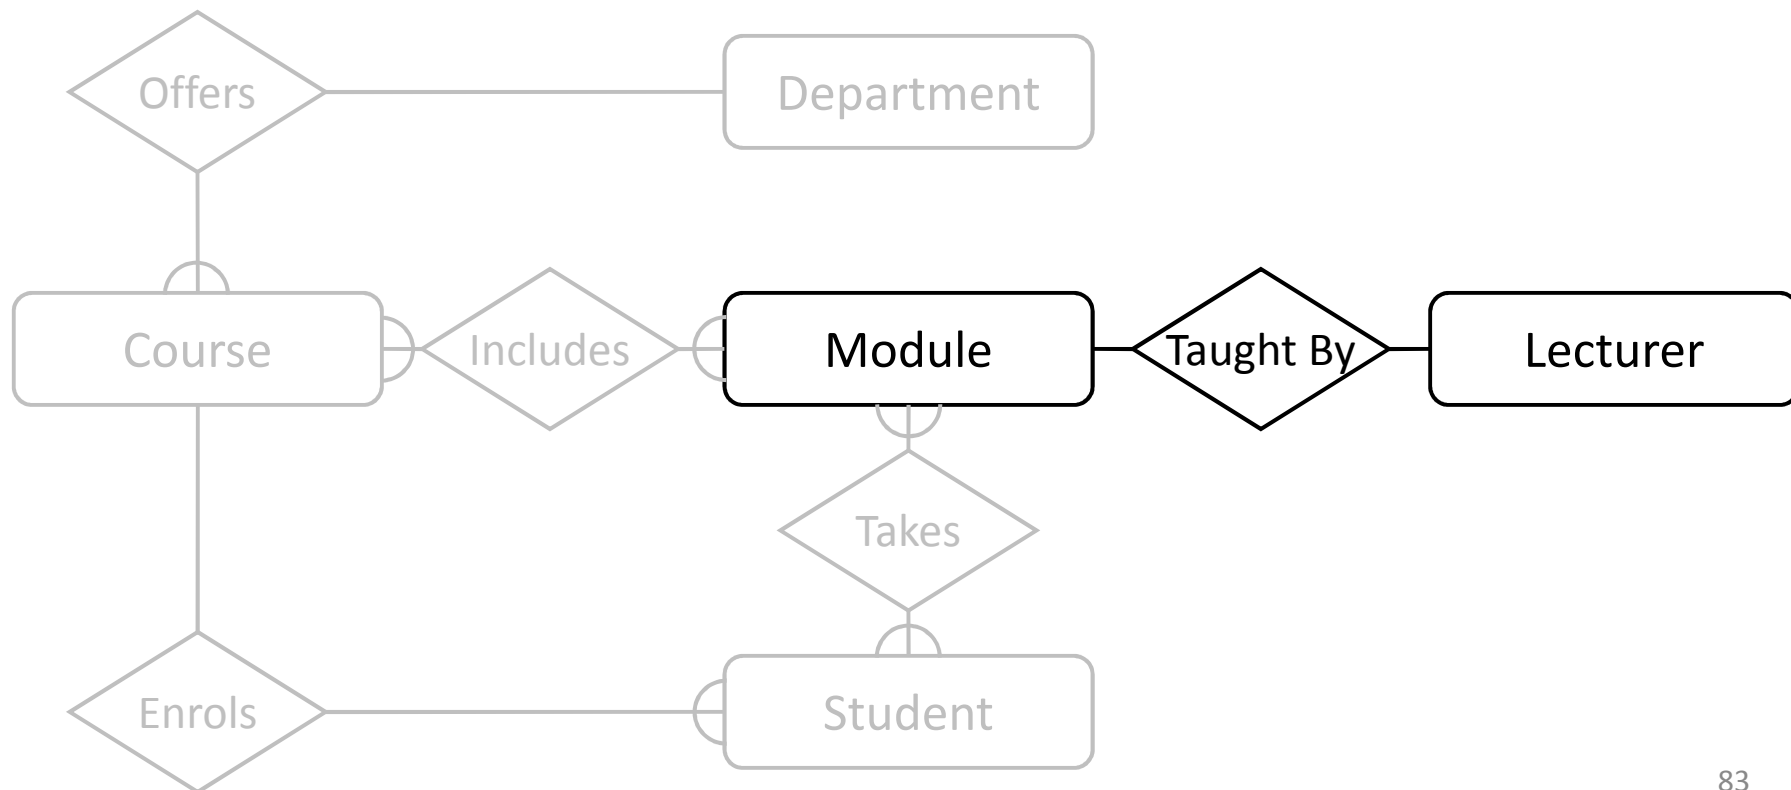 Offers
Department
Course
Includes
Module
Taught By
Lecturer
Takes
Enrols
Student
83